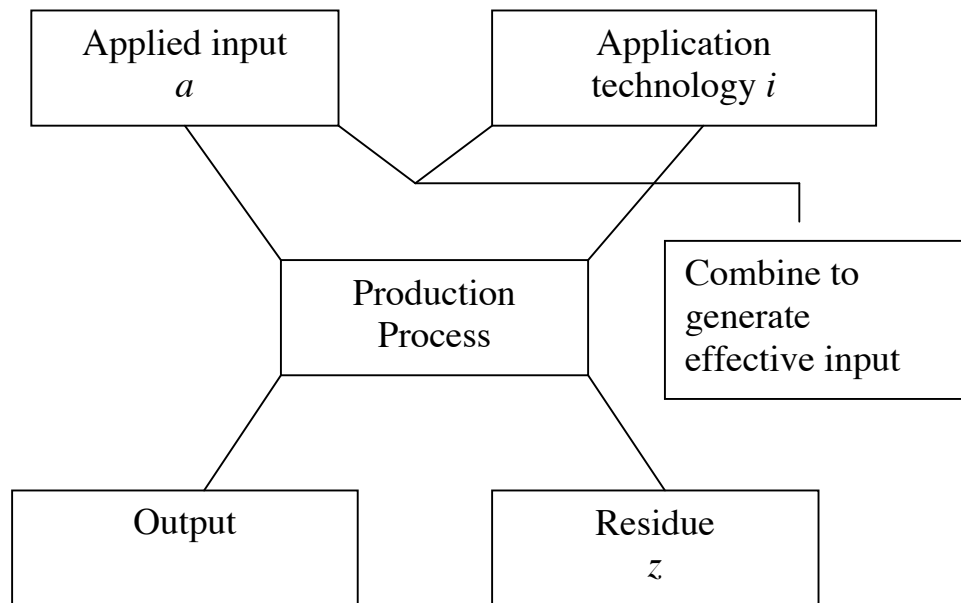 Applied input
a
Application
technology i
Production
Process
Combine to
generate
effective input
Output
Residue
z